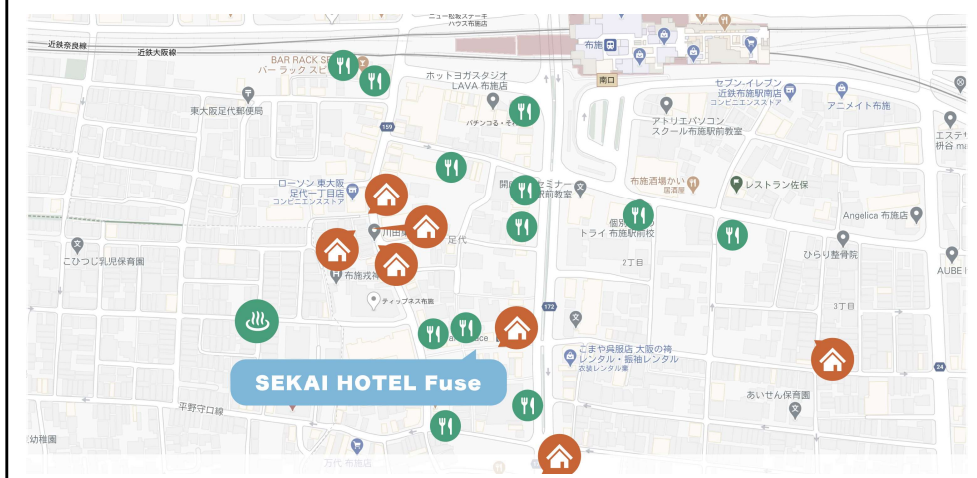 ニュー松坂ステーキ
ハウス布施店
近鉄奈良線
近鉄大阪線
布施
BAR RACK
バー ラック スピ
南口
ホットヨガスタジオ
LAVA 布施店
セブン-イレブン
近鉄布施駅南店
コンビニエンスストア
アニメイト布施
東大阪足代郵便局
パチンコる・そ
アトリエパソコン
スクール布施駅前教室
エステサ
枡谷 ma
159
ローソン 東大阪
足代一丁目店
コンビニエンスストア
セミナー
駅前教室
布施酒場かい
居酒屋
レストラン佐保
Angelica 布施店
川田
足代
個別
トライ 布施駅前校
こひつじ乳児保育園
2丁目
ひらり整骨院
布施戎神
AUBE
ティップネス布施
172
3丁目
こまや呉服店 大阪の袴
レンタル・振袖レンタル
衣装レンタル業
24
SEKAI HOTEL Fuse
あいせん保育園
平野守口線
幼稚園
万代 布施店